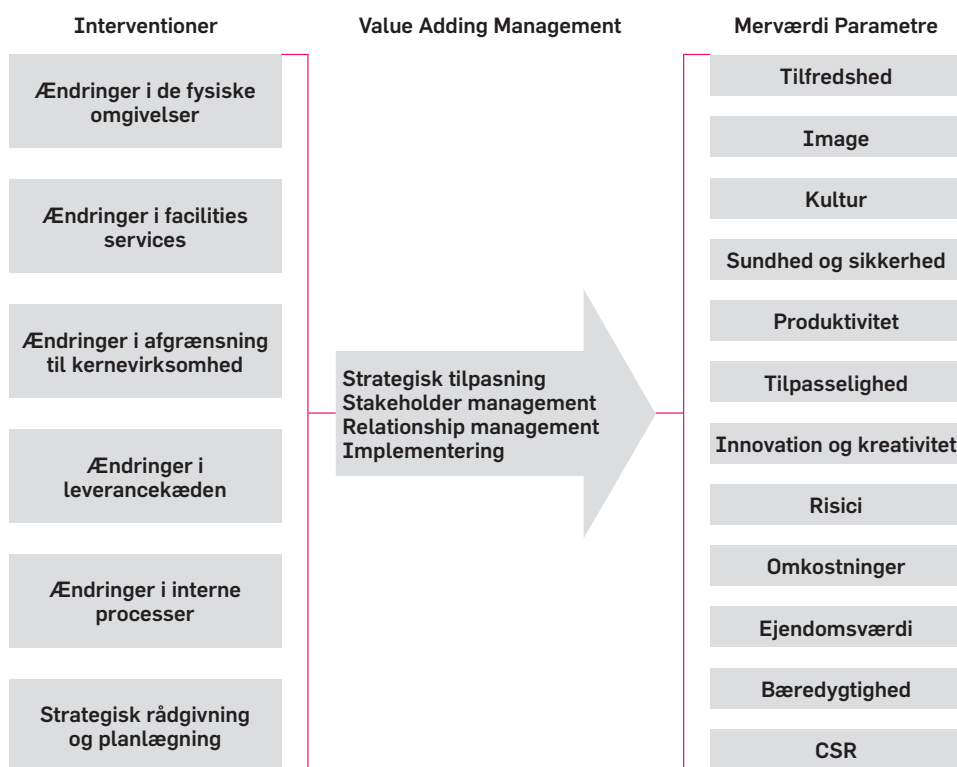 Interventioner
Ændringer i de fysiske
omgivelser
Ændringer i facilities
services
Ændringer i afgrænsning
til kernevirksomhed
Ændringer i
leverancekæden
Ændringer i interne
processer
Strategisk rådgivning
og planlægning
Value Adding Management
Strategisk tilpasning
Stakeholder management
Relationship management
Implementering
Merværdi Parametre
Tilfredshed
Image
Kultur
Sundhed og sikkerhed
Produktivitet
Tilpasselighed
Innovation og kreativitet
Risici
Omkostninger
Ejendomsværdi
Bæredygtighed
CSR